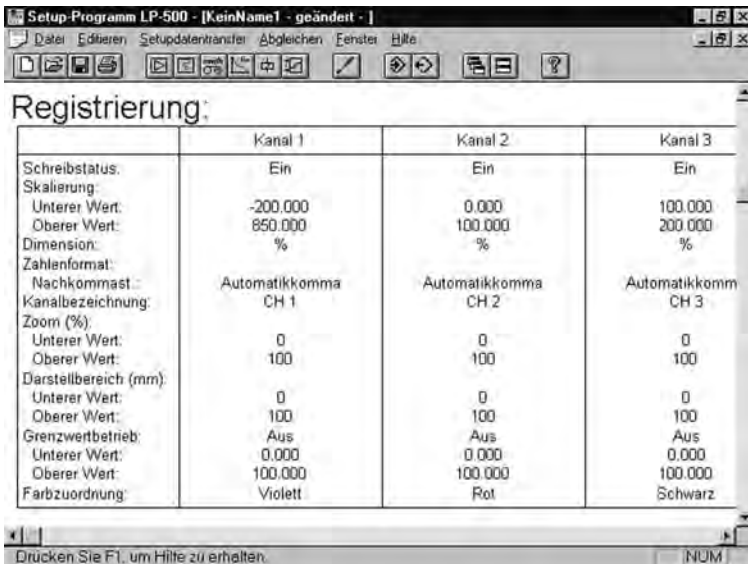 Setup-Programm LP-500 - [KeinName1 - geändert - ]
Datei Editieren Setupdatentransfer Abgleichen Fenster Hilfe
Registrierung:
Kanal 1 Kanal 2 Kanal 3
Schreibstatus: Ein Ein Ein
Skalierung:
Unterer Wert: -200.000 0.000 100.000
Oberer Wert: 850.000 100.000 200.000
Dimension: % % %
Zahlenformat:
Nachkommast.: Automatikkomma Automatikkomma Automatikkomm
Kanalbezeichnung: CH 1 CH 2 CH 3
Zoom (%):
Unterer Wert: 0 0 0
Oberer Wert: 100 100 100
Darstellbereich (mm):
Unterer Wert: 0 0 0
Oberer Wert: 100 100 100
Grenzwertbetrieb: Aus Aus Aus
Unterer Wert: 0.000 0.000 0.000
Oberer Wert: 100.000 100.000 100.000
Farbzuordnung: Violett Rot Schwarz
Drücken Sie F1, um Hilfe zu erhalten. NUM